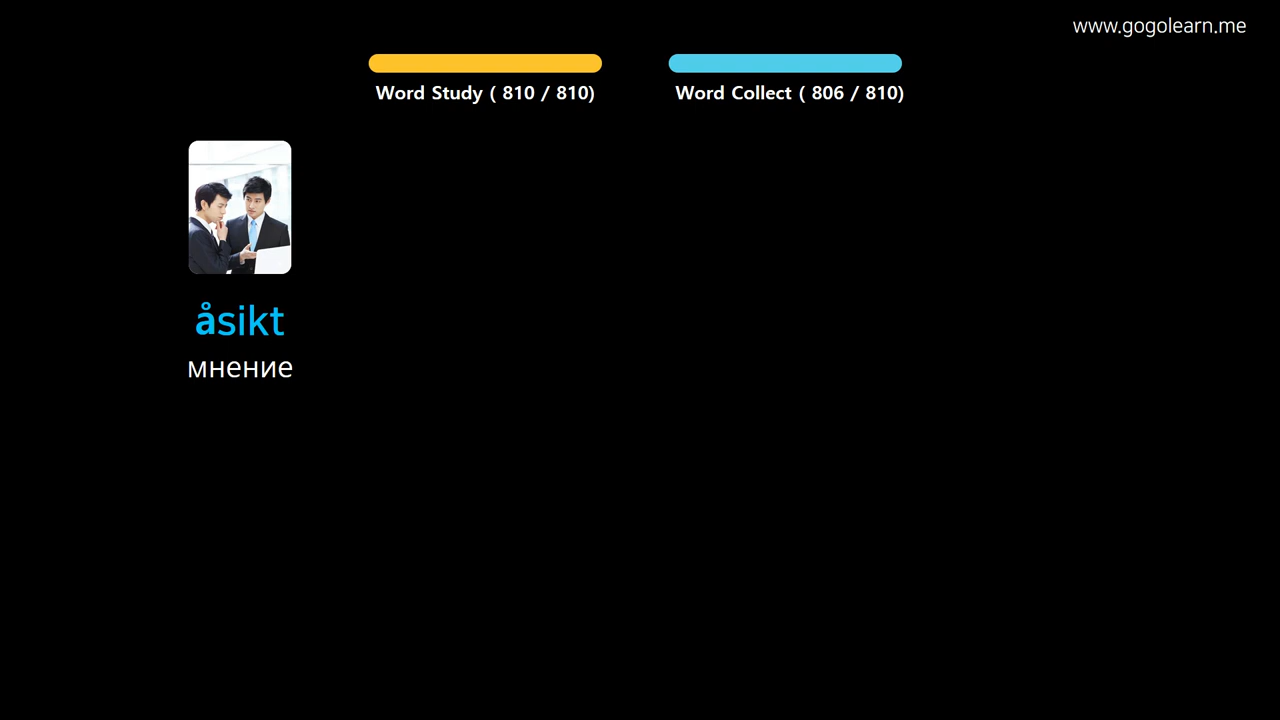 www.gogolearn.me
Word Study ( 810 / 810)
Word Collect ( 806 / 810)
åsikt
мнение